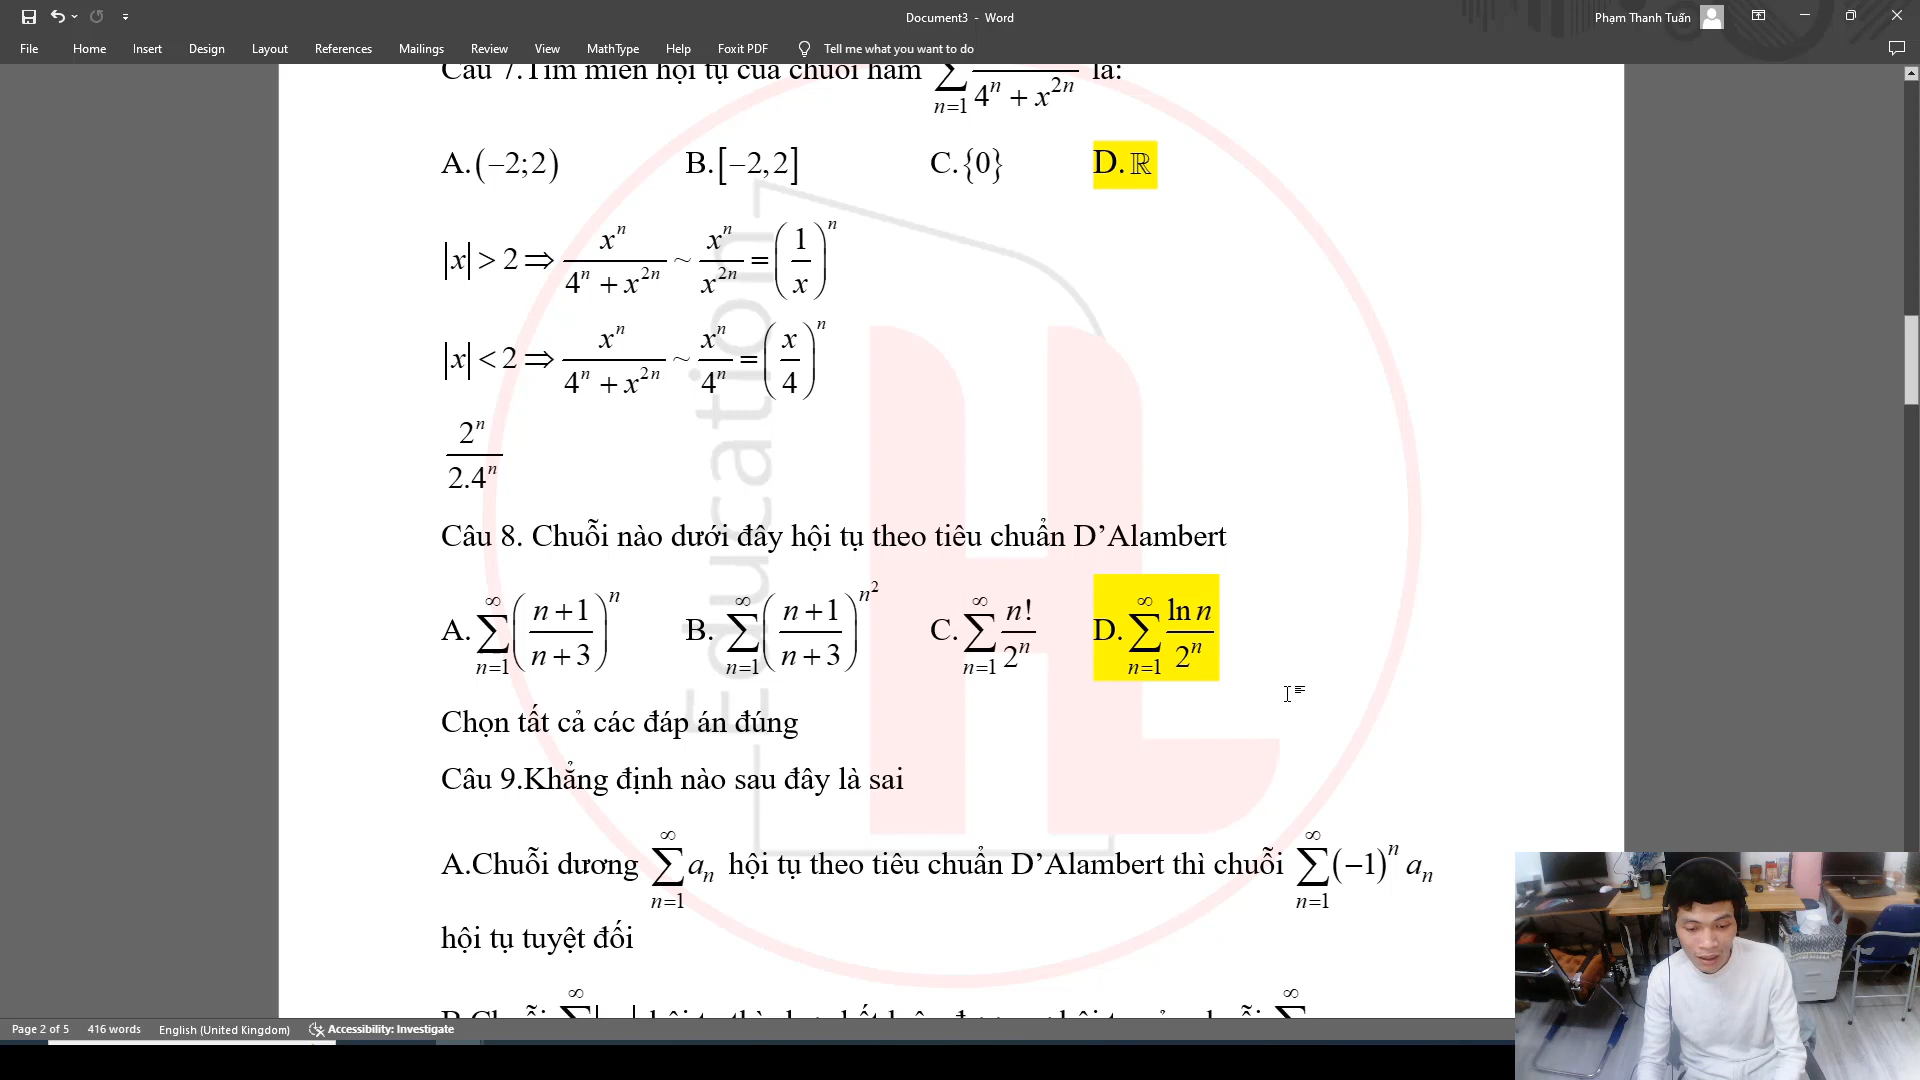 Document3 - Word
Phạm Thanh Tuấn
File Home Insert Design Layout References Mailings Review View MathType Help Foxit PDF Tell me what you want to do
Câu 7.Tìm miền hội tụ của chuỗi hàm ∑ n=1 / (4^n + x^{2n}) là:
A.(−2;2) B.[−2,2] C.{0} D.ℝ
|x| > 2 ⇒ x^n / (4^n + x^{2n}) ~ x^n / x^{2n} = (1/x)^n
|x| < 2 ⇒ x^n / (4^n + x^{2n}) ~ x^n / 4^n = (x/4)^n
2^n / 2.4^n
Câu 8. Chuỗi nào dưới đây hội tụ theo tiêu chuẩn D’Alambert
A. ∑_{n=1}^{∞} ((n+1)/(n+3))^n B. ∑_{n=1}^{∞} ((n+1)/(n+3))^{n^2} C. ∑_{n=1}^{∞} n!/2^n D. ∑_{n=1}^{∞} ln n/2^n
Chọn tất cả các đáp án đúng
Câu 9.Khẳng định nào sau đây là sai
A.Chuỗi dương ∑_{n=1}^{∞} a_n hội tụ theo tiêu chuẩn D’Alambert thì chuỗi ∑_{n=1}^{∞} (−1)^n a_n
hội tụ tuyệt đối
Education
Page 2 of 5 416 words English (United Kingdom) Accessibility: Investigate